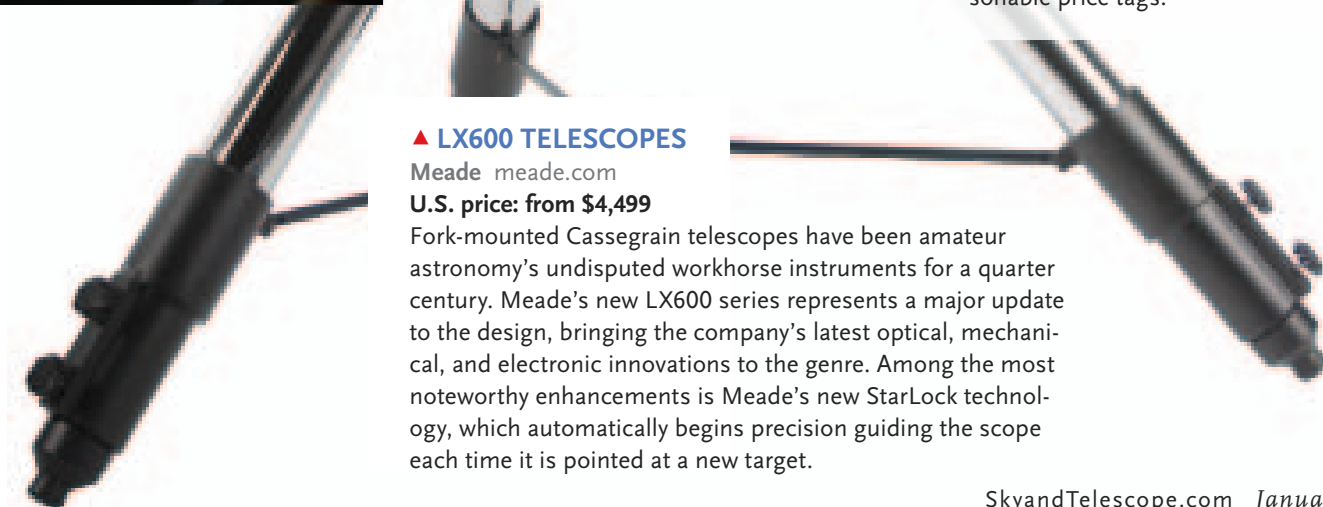 sonable price tags.
▲ LX600 TELESCOPES
Meade meade.com
U.S. price: from $4,499
Fork-mounted Cassegrain telescopes have been amateur
astronomy's undisputed workhorse instruments for a quarter
century. Meade's new LX600 series represents a major update
to the design, bringing the company's latest optical, mechani-
cal, and electronic innovations to the genre. Among the most
noteworthy enhancements is Meade's new StarLock technol-
ogy, which automatically begins precision guiding the scope
each time it is pointed at a new target.
SkyandTelescope.com Janua